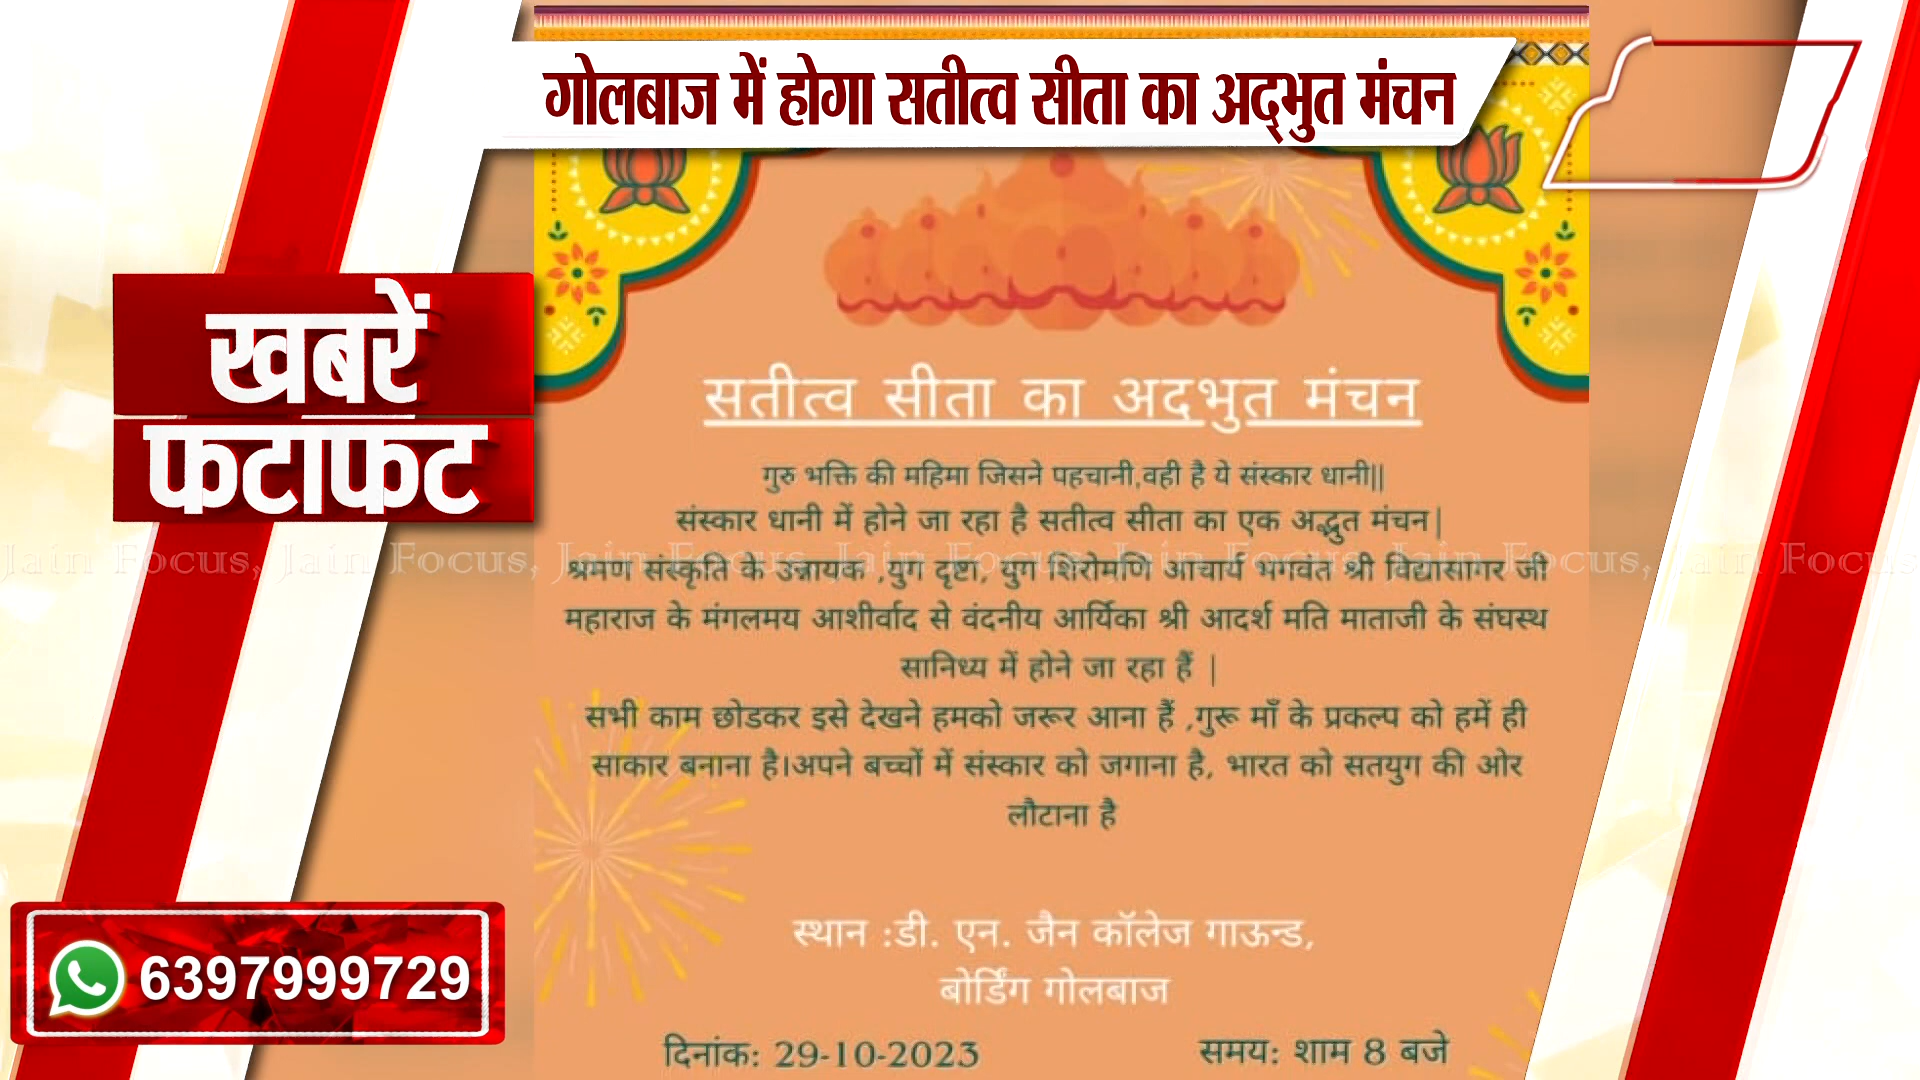 गोलबाज में होगा सतीत्व सीता का अद्‌भुत मंचन
खबरें
फटाफट
सतीत्व सीता का अदभुत मंचन
गुरु भक्ति की महिमा जिसने पहचानी,वही है ये संस्कार धानी||
संस्कार धानी में होने जा रहा है सतीत्व सीता का एक अद्भुत मंचन|
Jain Focus, Jain Focus, Jain Focus, Jain Focus, Jain Focus, Jain Focus, Jain Focus
श्रमण संस्कृति के उन्नायक ,युग दृष्टा, युग शिरोमणि आचार्य भगवंत श्री विद्यासागर जी
महाराज के मंगलमय आशीर्वाद से वंदनीय आर्यिका श्री आदर्श मति माताजी के संघस्थ
सानिध्य में होने जा रहा हैं |
सभी काम छोडकर इसे देखने हमको जरूर आना हैं ,गुरू माँ के प्रकल्प को हमें ही
साकार बनाना है।अपने बच्चों में संस्कार को जगाना है, भारत को सतयुग की ओर
लौटाना है
स्थान :डी. एन. जैन कॉलेज गाऊन्ड,
बोर्डिंग गोलबाज
6397999729
दिनांक: 29-10-2023 समय: शाम 8 बजे